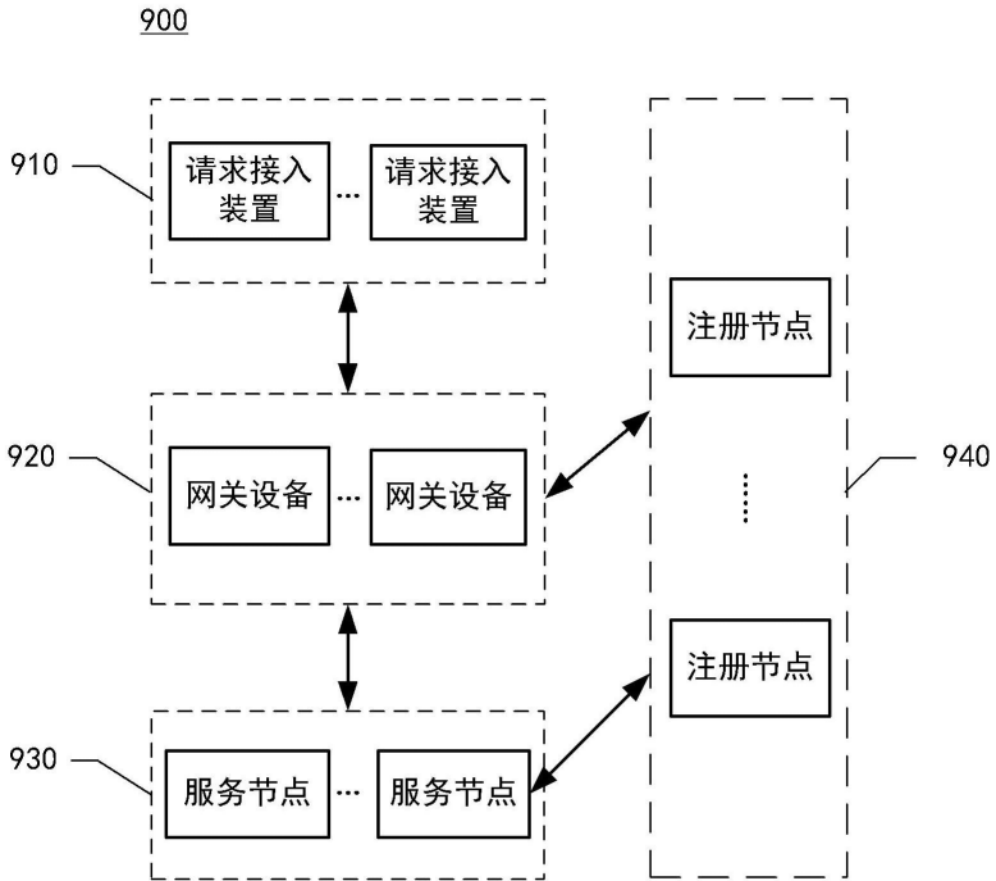 900
910
请求接入
装置
...
请求接入
装置
注册节点
920
网关设备
...
网关设备
......
940
注册节点
930
服务节点
...
服务节点